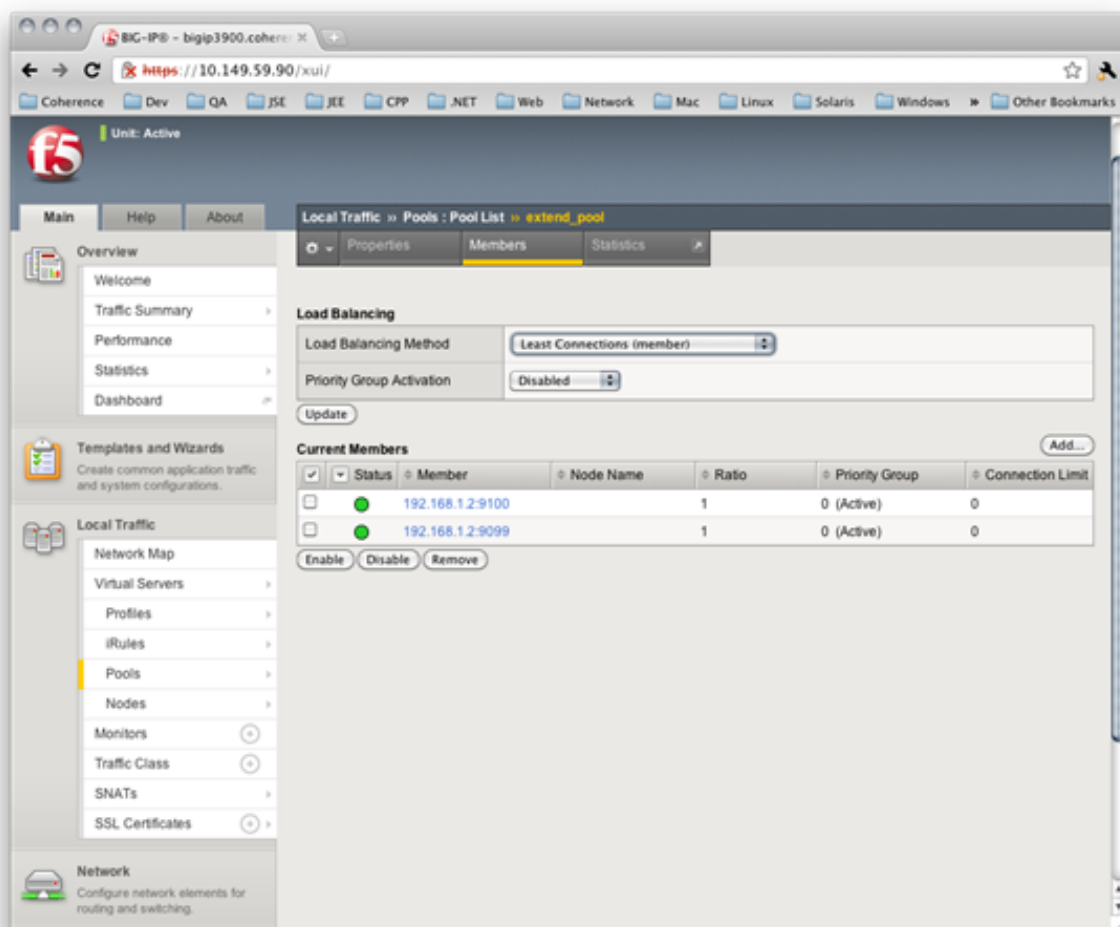 BIG-IP® - bigip3900.cohere
https://10.149.59.90/xui/
Coherence Dev QA JSE JEE CPP .NET Web Network Mac Linux Solaris Windows » Other Bookmarks
f5
Unit: Active
Main Help About
Local Traffic » Pools : Pool List » extend_pool
Properties Members Statistics
Overview
Welcome
Traffic Summary
Performance
Statistics
Dashboard
Templates and Wizards
Create common application traffic
and system configurations.
Local Traffic
Network Map
Virtual Servers
Profiles
iRules
Pools
Nodes
Monitors
Traffic Class
SNATs
SSL Certificates
Network
Configure network elements for
routing and switching.
Load Balancing
Load Balancing Method Least Connections (member)
Priority Group Activation Disabled
Update
Current Members Add...
Status Member Node Name Ratio Priority Group Connection Limit
192.168.1.2:9100 1 0 (Active) 0
192.168.1.2:9099 1 0 (Active) 0
Enable Disable Remove